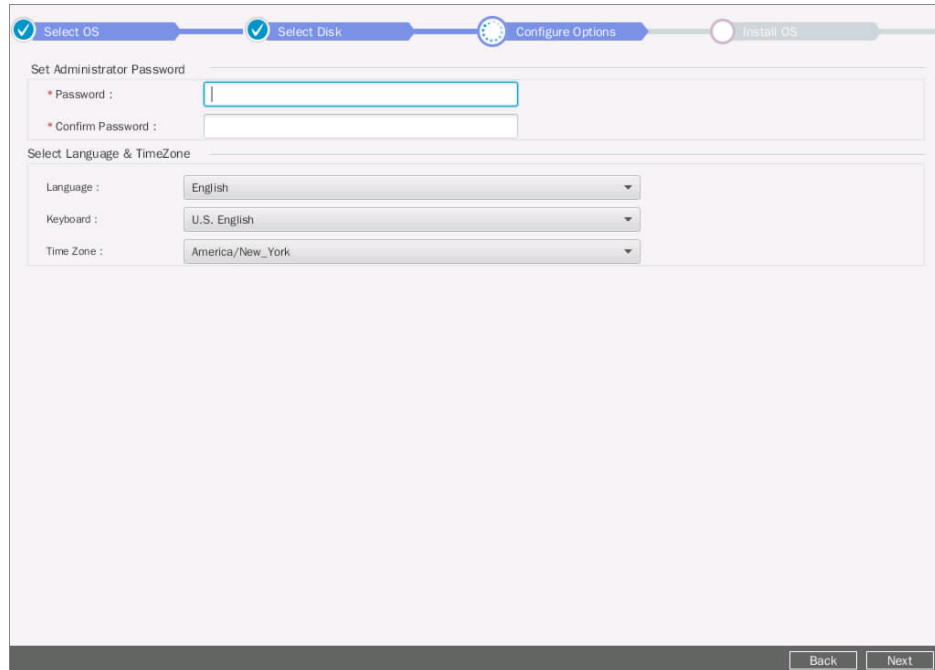 Select OS Select Disk Configure Options Install OS
Set Administrator Password
* Password :
* Confirm Password :
Select Language & TimeZone
Language : English
Keyboard : U.S. English
Time Zone : America/New_York
Back Next